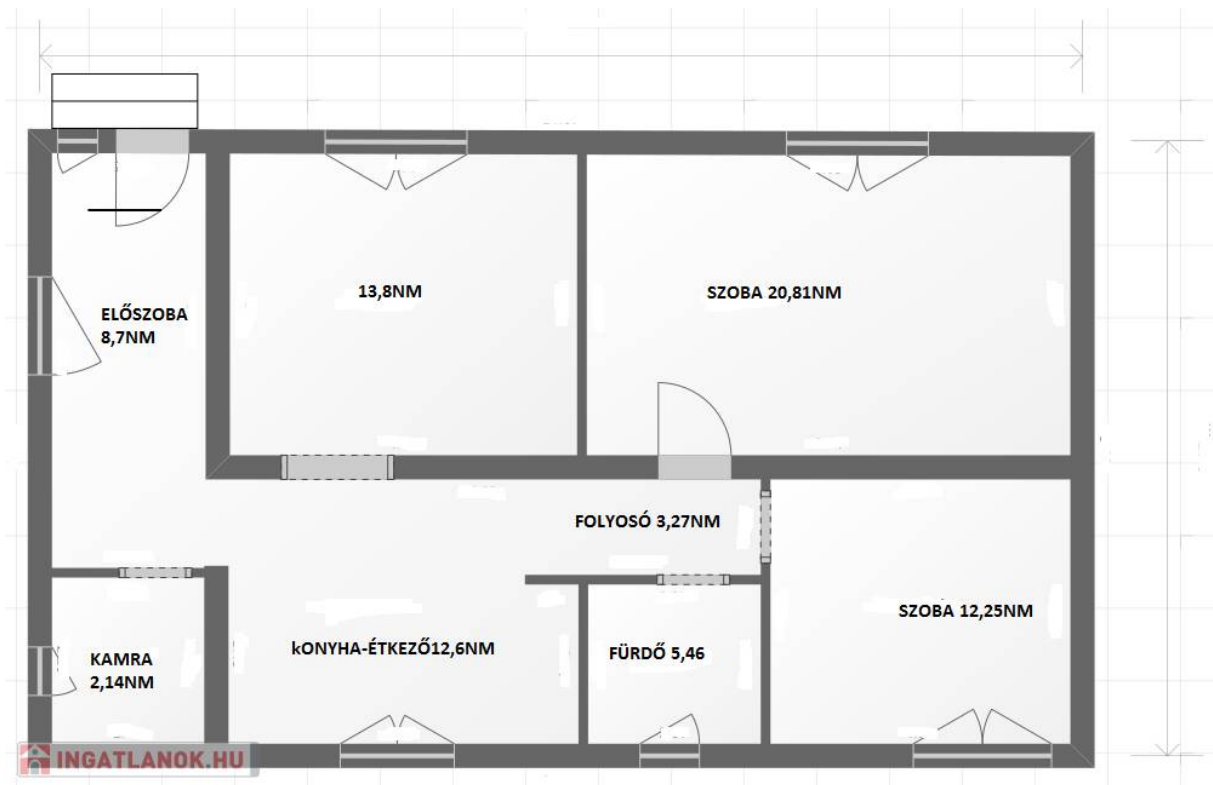 13,8NM
SZOBA 20,81NM
ELŐSZOBA
8,7NM
FOLYOSÓ 3,27NM
SZOBA 12,25NM
kONYHA-ÉTKEZŐ12,6NM
FÜRDŐ 5,46
KAMRA
2,14NM
INGATLANOK.HU